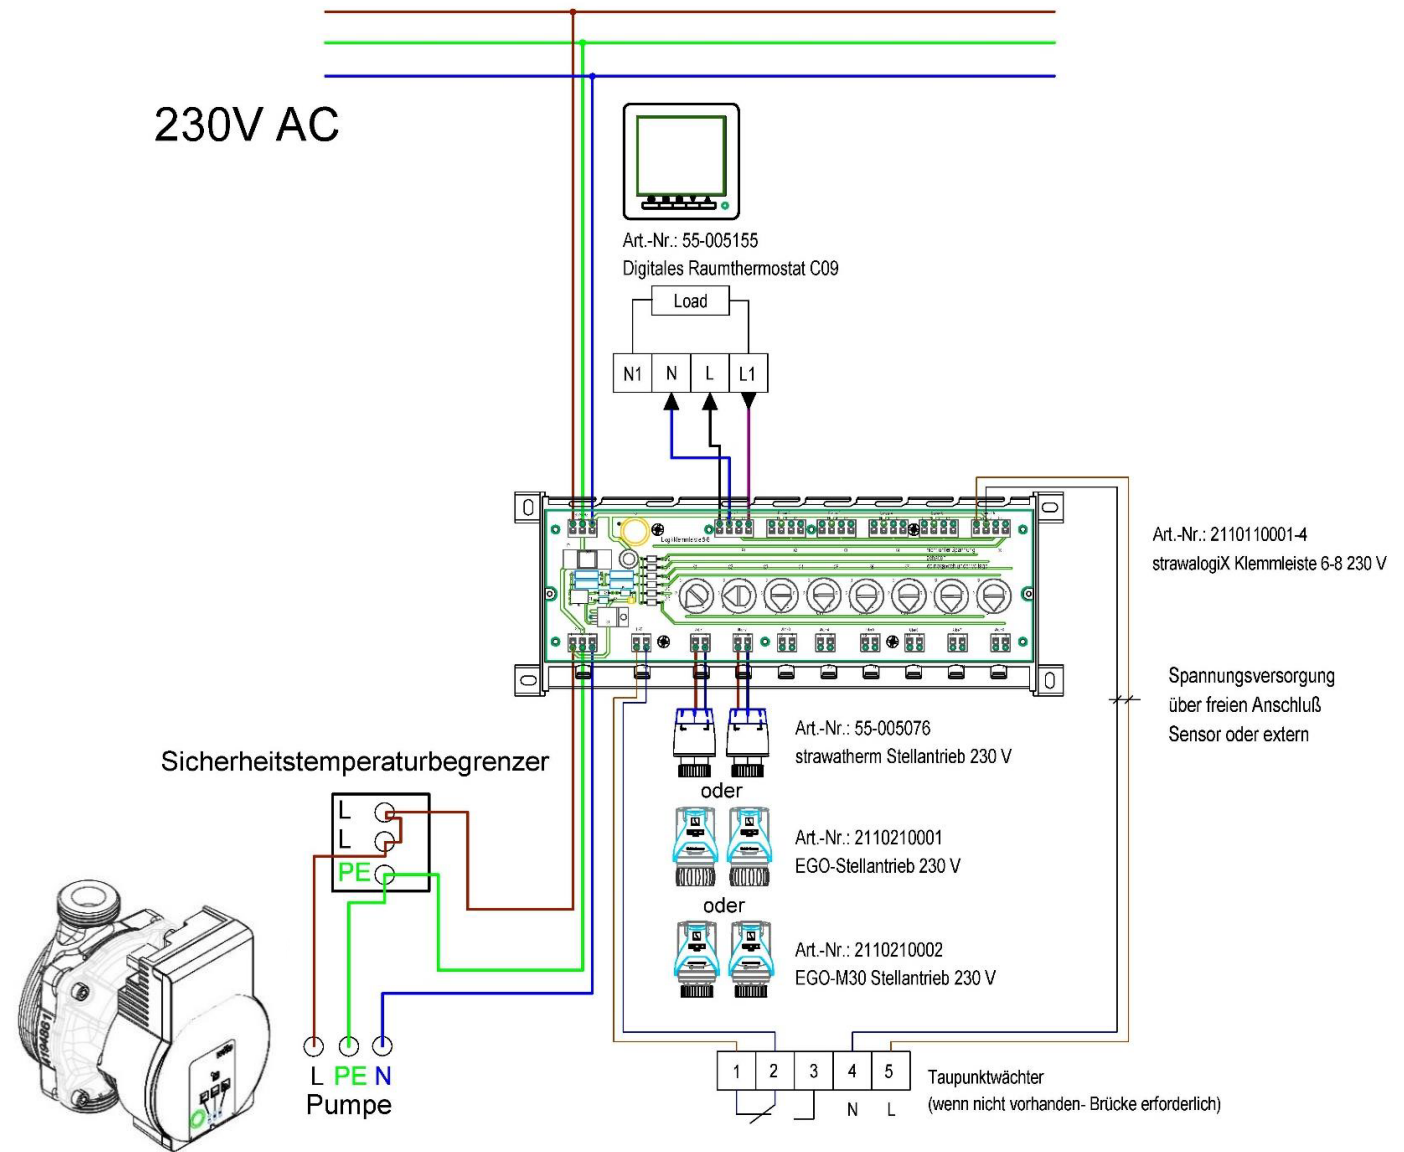 230V AC
Art.-Nr.: 55-005155
Digitales Raumthermostat C09
Load
N1 N L L1
Art.-Nr.: 2110110001-4
strawalogiX Klemmleiste 6-8 230 V
Spannungsversorgung
über freien Anschluß
Sensor oder extern
Art.-Nr.: 55-005076
strawatherm Stellantrieb 230 V
oder
Sicherheitstemperaturbegrenzer
L
L
PE
Art.-Nr.: 2110210001
EGO-Stellantrieb 230 V
oder
Art.-Nr.: 2110210002
EGO-M30 Stellantrieb 230 V
4194861
wilo
L PE N
Pumpe
1 2 3 4 5
N L
Taupunktwächter
(wenn nicht vorhanden- Brücke erforderlich)